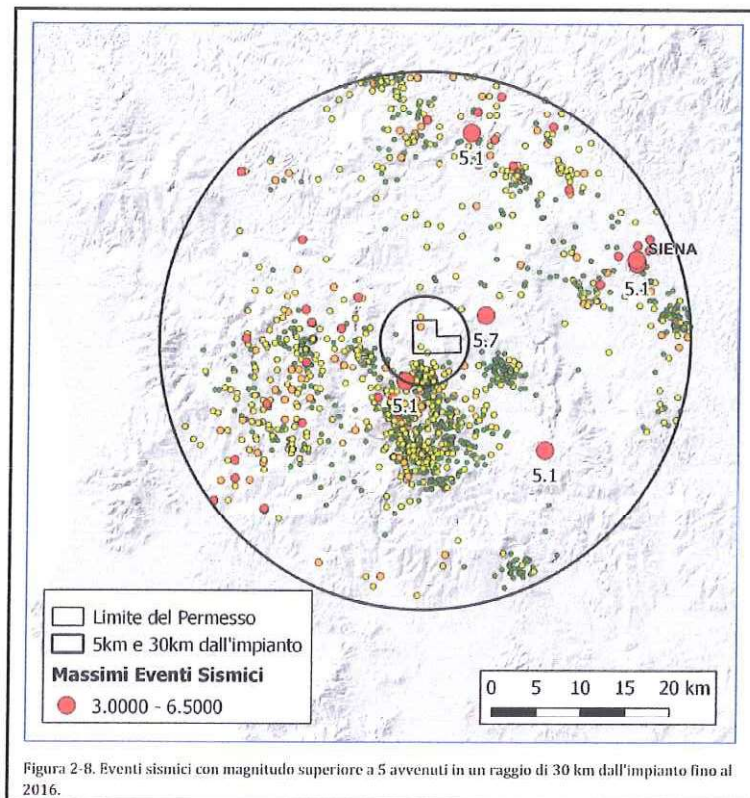 5.1
SIENA
5.1
5.7
5.1
5.1
Limite del Permesso
5km e 30km dall'impianto
Massimi Eventi Sismici
3.0000 - 6.5000
0 5 10 15 20 km
Figura 2-8. Eventi sismici con magnitudo superiore a 5 avvenuti in un raggio di 30 km dall'impianto fino al
2016.